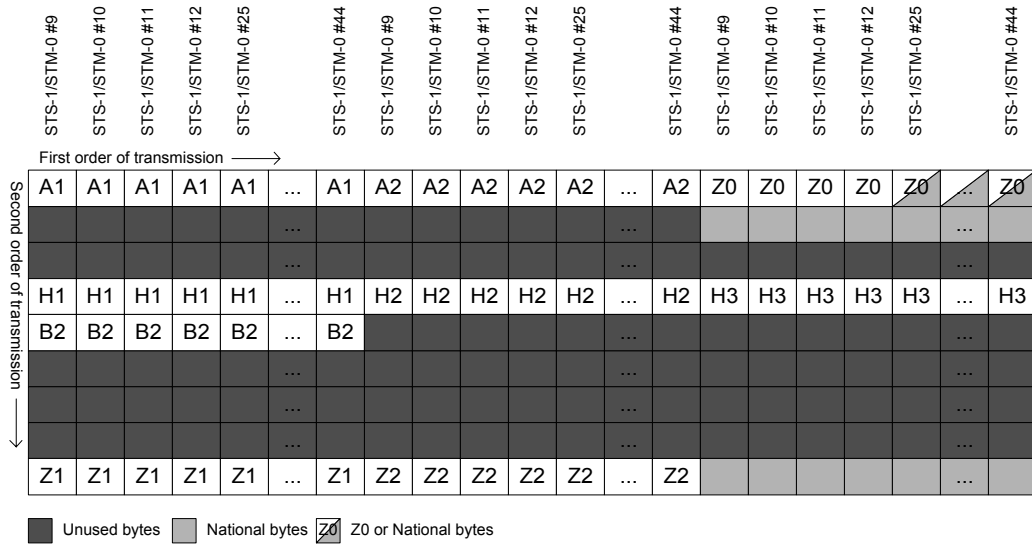 STS-1/STM-0 #9 STS-1/STM-0 #10 STS-1/STM-0 #11 STS-1/STM-0 #12 STS-1/STM-0 #25 STS-1/STM-0 #44 STS-1/STM-0 #9 STS-1/STM-0 #10 STS-1/STM-0 #11 STS-1/STM-0 #12 STS-1/STM-0 #25 STS-1/STM-0 #44 STS-1/STM-0 #9 STS-1/STM-0 #10 STS-1/STM-0 #11 STS-1/STM-0 #12 STS-1/STM-0 #25 STS-1/STM-0 #44
First order of transmission
Second order of transmission
A1 A1 A1 A1 A1 ... A1 A2 A2 A2 A2 A2 ... A2 Z0 Z0 Z0 Z0 Z0 ... Z0
... ... ...
... ... ...
H1 H1 H1 H1 H1 ... H1 H2 H2 H2 H2 H2 ... H2 H3 H3 H3 H3 H3 ... H3
B2 B2 B2 B2 B2 ... B2 ... ...
... ... ...
... ... ...
... ... ...
Z1 Z1 Z1 Z1 Z1 ... Z1 Z2 Z2 Z2 Z2 Z2 ... Z2 ...
Unused bytes National bytes Z0 Z0 or National bytes